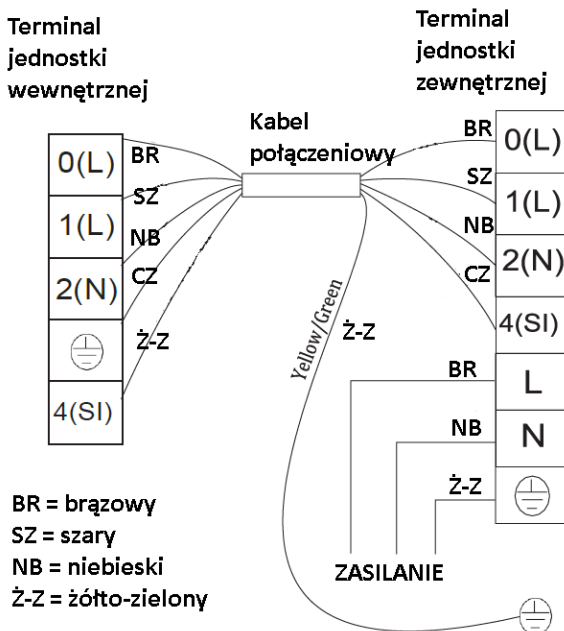 Terminal
jednostki
wewnętrznej
0(L)
1(L)
2(N)
4(SI)
BR
SZ
NB
CZ
Ż-Z
Kabel
połączeniowy
Yellow/Green
Ż-Z
Terminal
jednostki
zewnętrznej
BR
SZ
NB
CZ
0(L)
1(L)
2(N)
4(SI)
L
N
BR
NB
Ż-Z
ZASILANIE
BR = brązowy
SZ = szary
NB = niebieski
Ż-Z = żółto-zielony